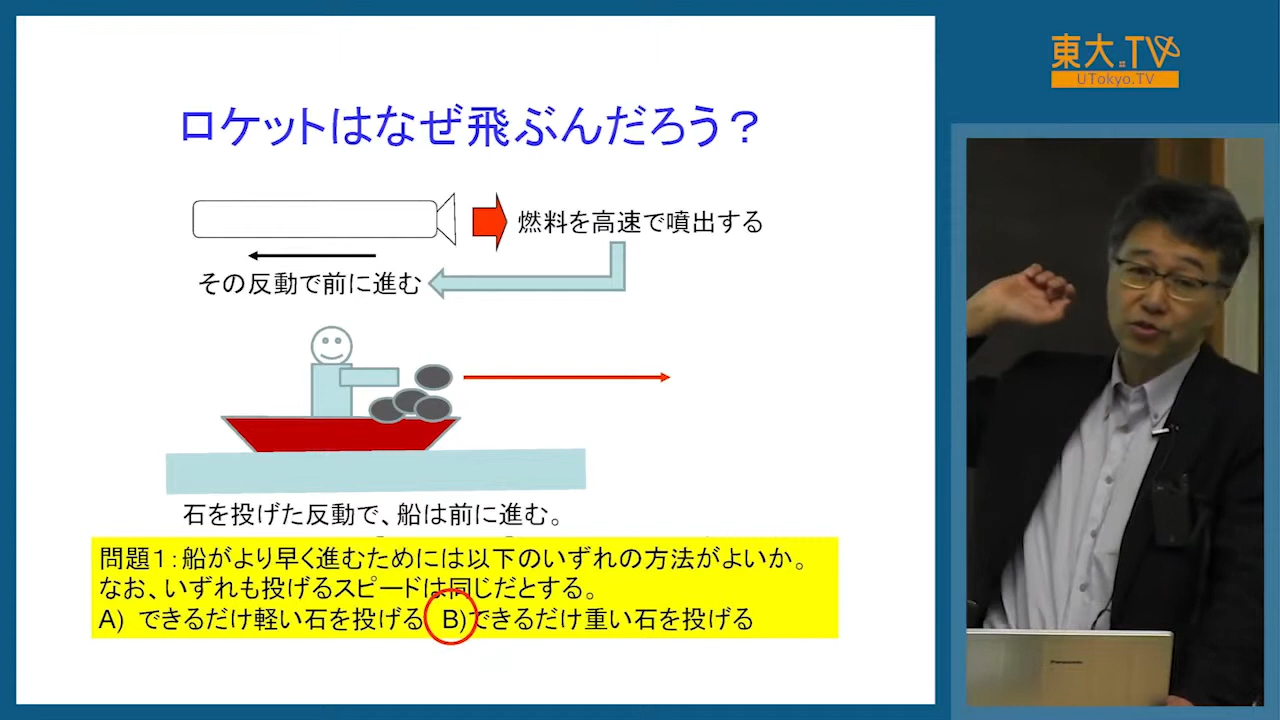 東大.TV
UTokyo.TV
ロケットはなぜ飛ぶんだろう?
燃料を高速で噴出する
その反動で前に進む
石を投げた反動で、船は前に進む。
問題1:船がより早く進むためには以下のいずれの方法がよいか。
なお、いずれも投げるスピードは同じだとする。
A) できるだけ軽い石を投げる B)できるだけ重い石を投げる
Panasonic